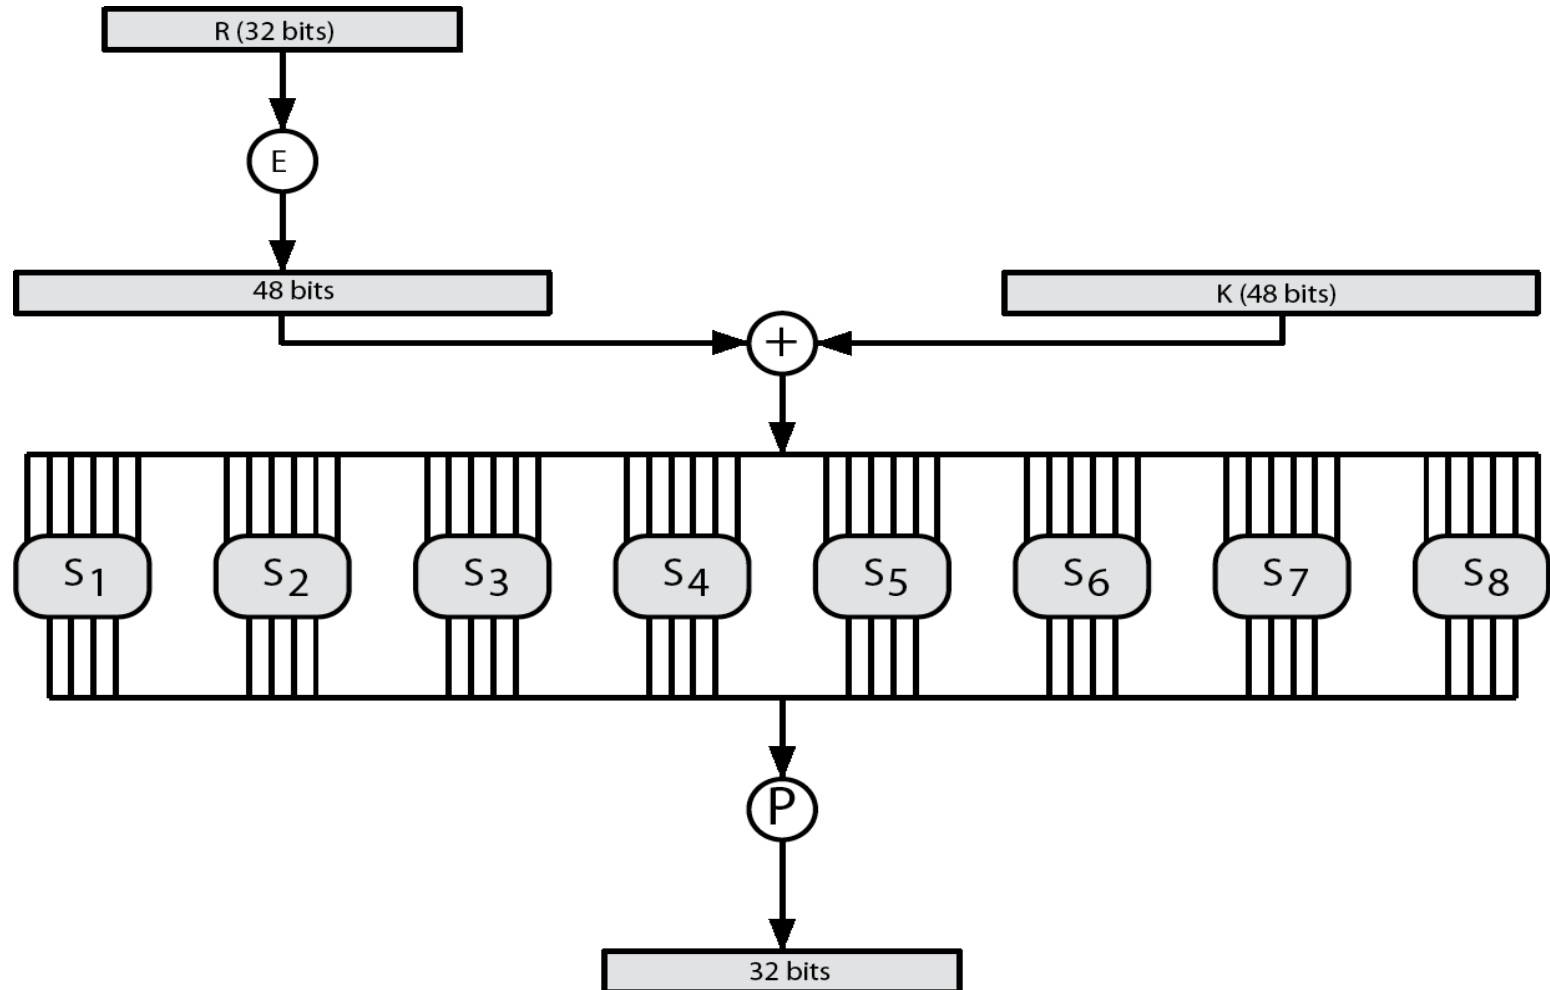 R (32 bits)
E
48 bits
K (48 bits)
+
S1 S2 S3 S4 S5 S6 S7 S8
P
32 bits